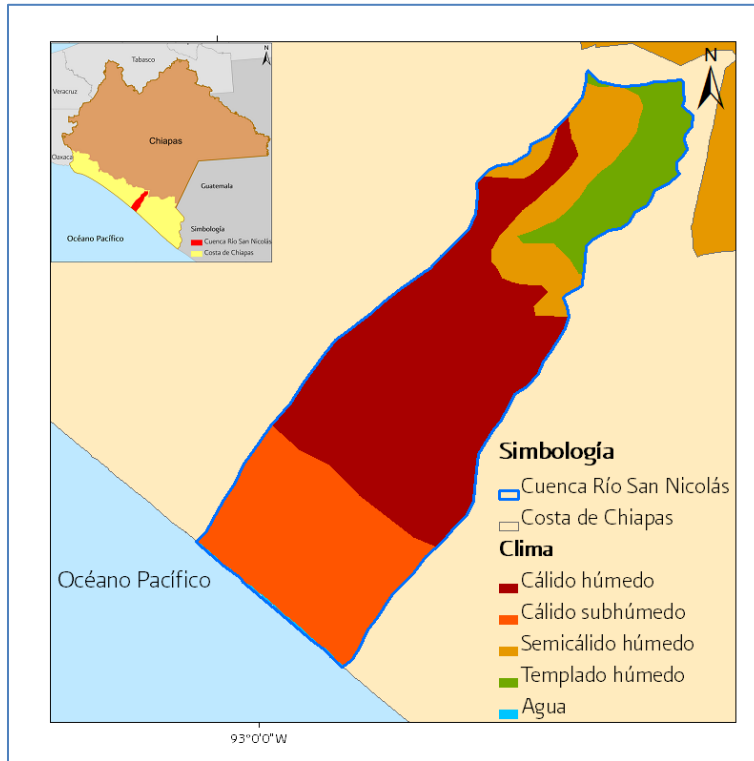 N
Tabasco
Veracruz
Chiapas
Oaxaca
Guatemala
Simbología
Océano Pacífico
Cuenca Río San Nicolás
Costa de Chiapas
N
Simbología
Cuenca Río San Nicolás
Costa de Chiapas
Clima
Océano Pacífico
Cálido húmedo
Cálido subhúmedo
Semicálido húmedo
Templado húmedo
Agua
93°0'0"W